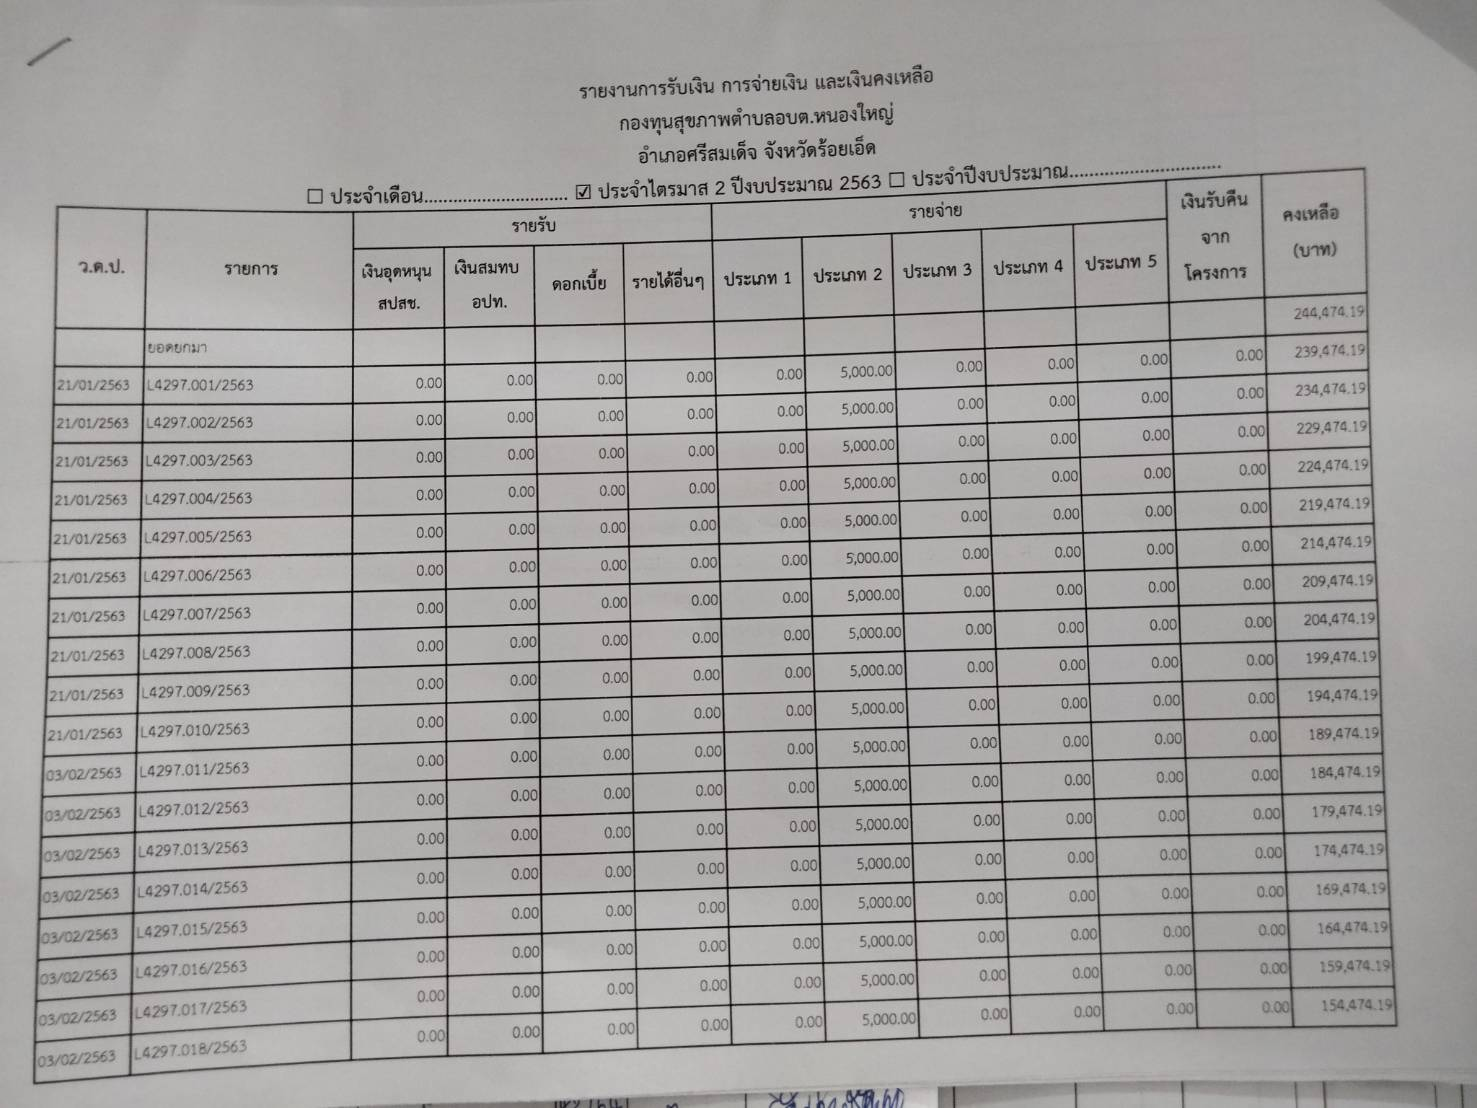 รายงานการรับเงิน การจ่ายเงิน และเงินคงเหลือ
กองทุนสุขภาพตำบลอบต.หนองใหญ่
อำเภอศรีสมเด็จ จังหวัดร้อยเอ็ด
☐ ประจำเดือน.............................. ☑ ประจำไตรมาส 2 ปีงบประมาณ 2563 ☐ ประจำปีงบประมาณ..............................
ว.ด.ป. รายการ รายรับ รายจ่าย เงินรับคืน จาก โครงการ คงเหลือ (บาท)
เงินอุดหนุน สปสช. เงินสมทบ อปท. ดอกเบี้ย รายได้อื่นๆ ประเภท 1 ประเภท 2 ประเภท 3 ประเภท 4 ประเภท 5
ยอดยกมา 244,474.19
21/01/2563 L4297.001/2563 0.00 0.00 0.00 0.00 0.00 5,000.00 0.00 0.00 0.00 0.00 239,474.19
21/01/2563 L4297.002/2563 0.00 0.00 0.00 0.00 0.00 5,000.00 0.00 0.00 0.00 0.00 234,474.19
21/01/2563 L4297.003/2563 0.00 0.00 0.00 0.00 0.00 5,000.00 0.00 0.00 0.00 0.00 229,474.19
21/01/2563 L4297.004/2563 0.00 0.00 0.00 0.00 0.00 5,000.00 0.00 0.00 0.00 0.00 224,474.19
21/01/2563 L4297.005/2563 0.00 0.00 0.00 0.00 0.00 5,000.00 0.00 0.00 0.00 0.00 219,474.19
21/01/2563 L4297.006/2563 0.00 0.00 0.00 0.00 0.00 5,000.00 0.00 0.00 0.00 0.00 214,474.19
21/01/2563 L4297.007/2563 0.00 0.00 0.00 0.00 0.00 5,000.00 0.00 0.00 0.00 0.00 209,474.19
21/01/2563 L4297.008/2563 0.00 0.00 0.00 0.00 0.00 5,000.00 0.00 0.00 0.00 0.00 204,474.19
21/01/2563 L4297.009/2563 0.00 0.00 0.00 0.00 0.00 5,000.00 0.00 0.00 0.00 0.00 199,474.19
21/01/2563 L4297.010/2563 0.00 0.00 0.00 0.00 0.00 5,000.00 0.00 0.00 0.00 0.00 194,474.19
03/02/2563 L4297.011/2563 0.00 0.00 0.00 0.00 0.00 5,000.00 0.00 0.00 0.00 0.00 189,474.19
03/02/2563 L4297.012/2563 0.00 0.00 0.00 0.00 0.00 5,000.00 0.00 0.00 0.00 0.00 184,474.19
03/02/2563 L4297.013/2563 0.00 0.00 0.00 0.00 0.00 5,000.00 0.00 0.00 0.00 0.00 179,474.19
03/02/2563 L4297.014/2563 0.00 0.00 0.00 0.00 0.00 5,000.00 0.00 0.00 0.00 0.00 174,474.19
03/02/2563 L4297.015/2563 0.00 0.00 0.00 0.00 0.00 5,000.00 0.00 0.00 0.00 0.00 169,474.19
03/02/2563 L4297.016/2563 0.00 0.00 0.00 0.00 0.00 5,000.00 0.00 0.00 0.00 0.00 164,474.19
03/02/2563 L4297.017/2563 0.00 0.00 0.00 0.00 0.00 5,000.00 0.00 0.00 0.00 0.00 159,474.19
03/02/2563 L4297.018/2563 0.00 0.00 0.00 0.00 0.00 5,000.00 0.00 0.00 0.00 0.00 154,474.19